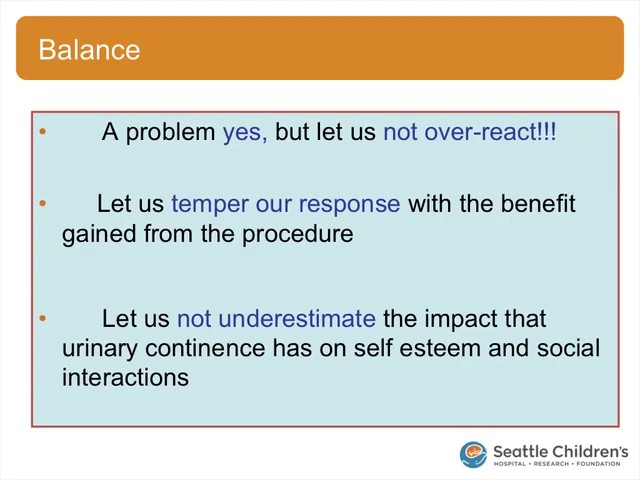 Balance
• A problem yes, but let us not over-react!!!
• Let us temper our response with the benefit
gained from the procedure
• Let us not underestimate the impact that
urinary continence has on self esteem and social
interactions
Seattle Children's
HOSPITAL • RESEARCH • FOUNDATION